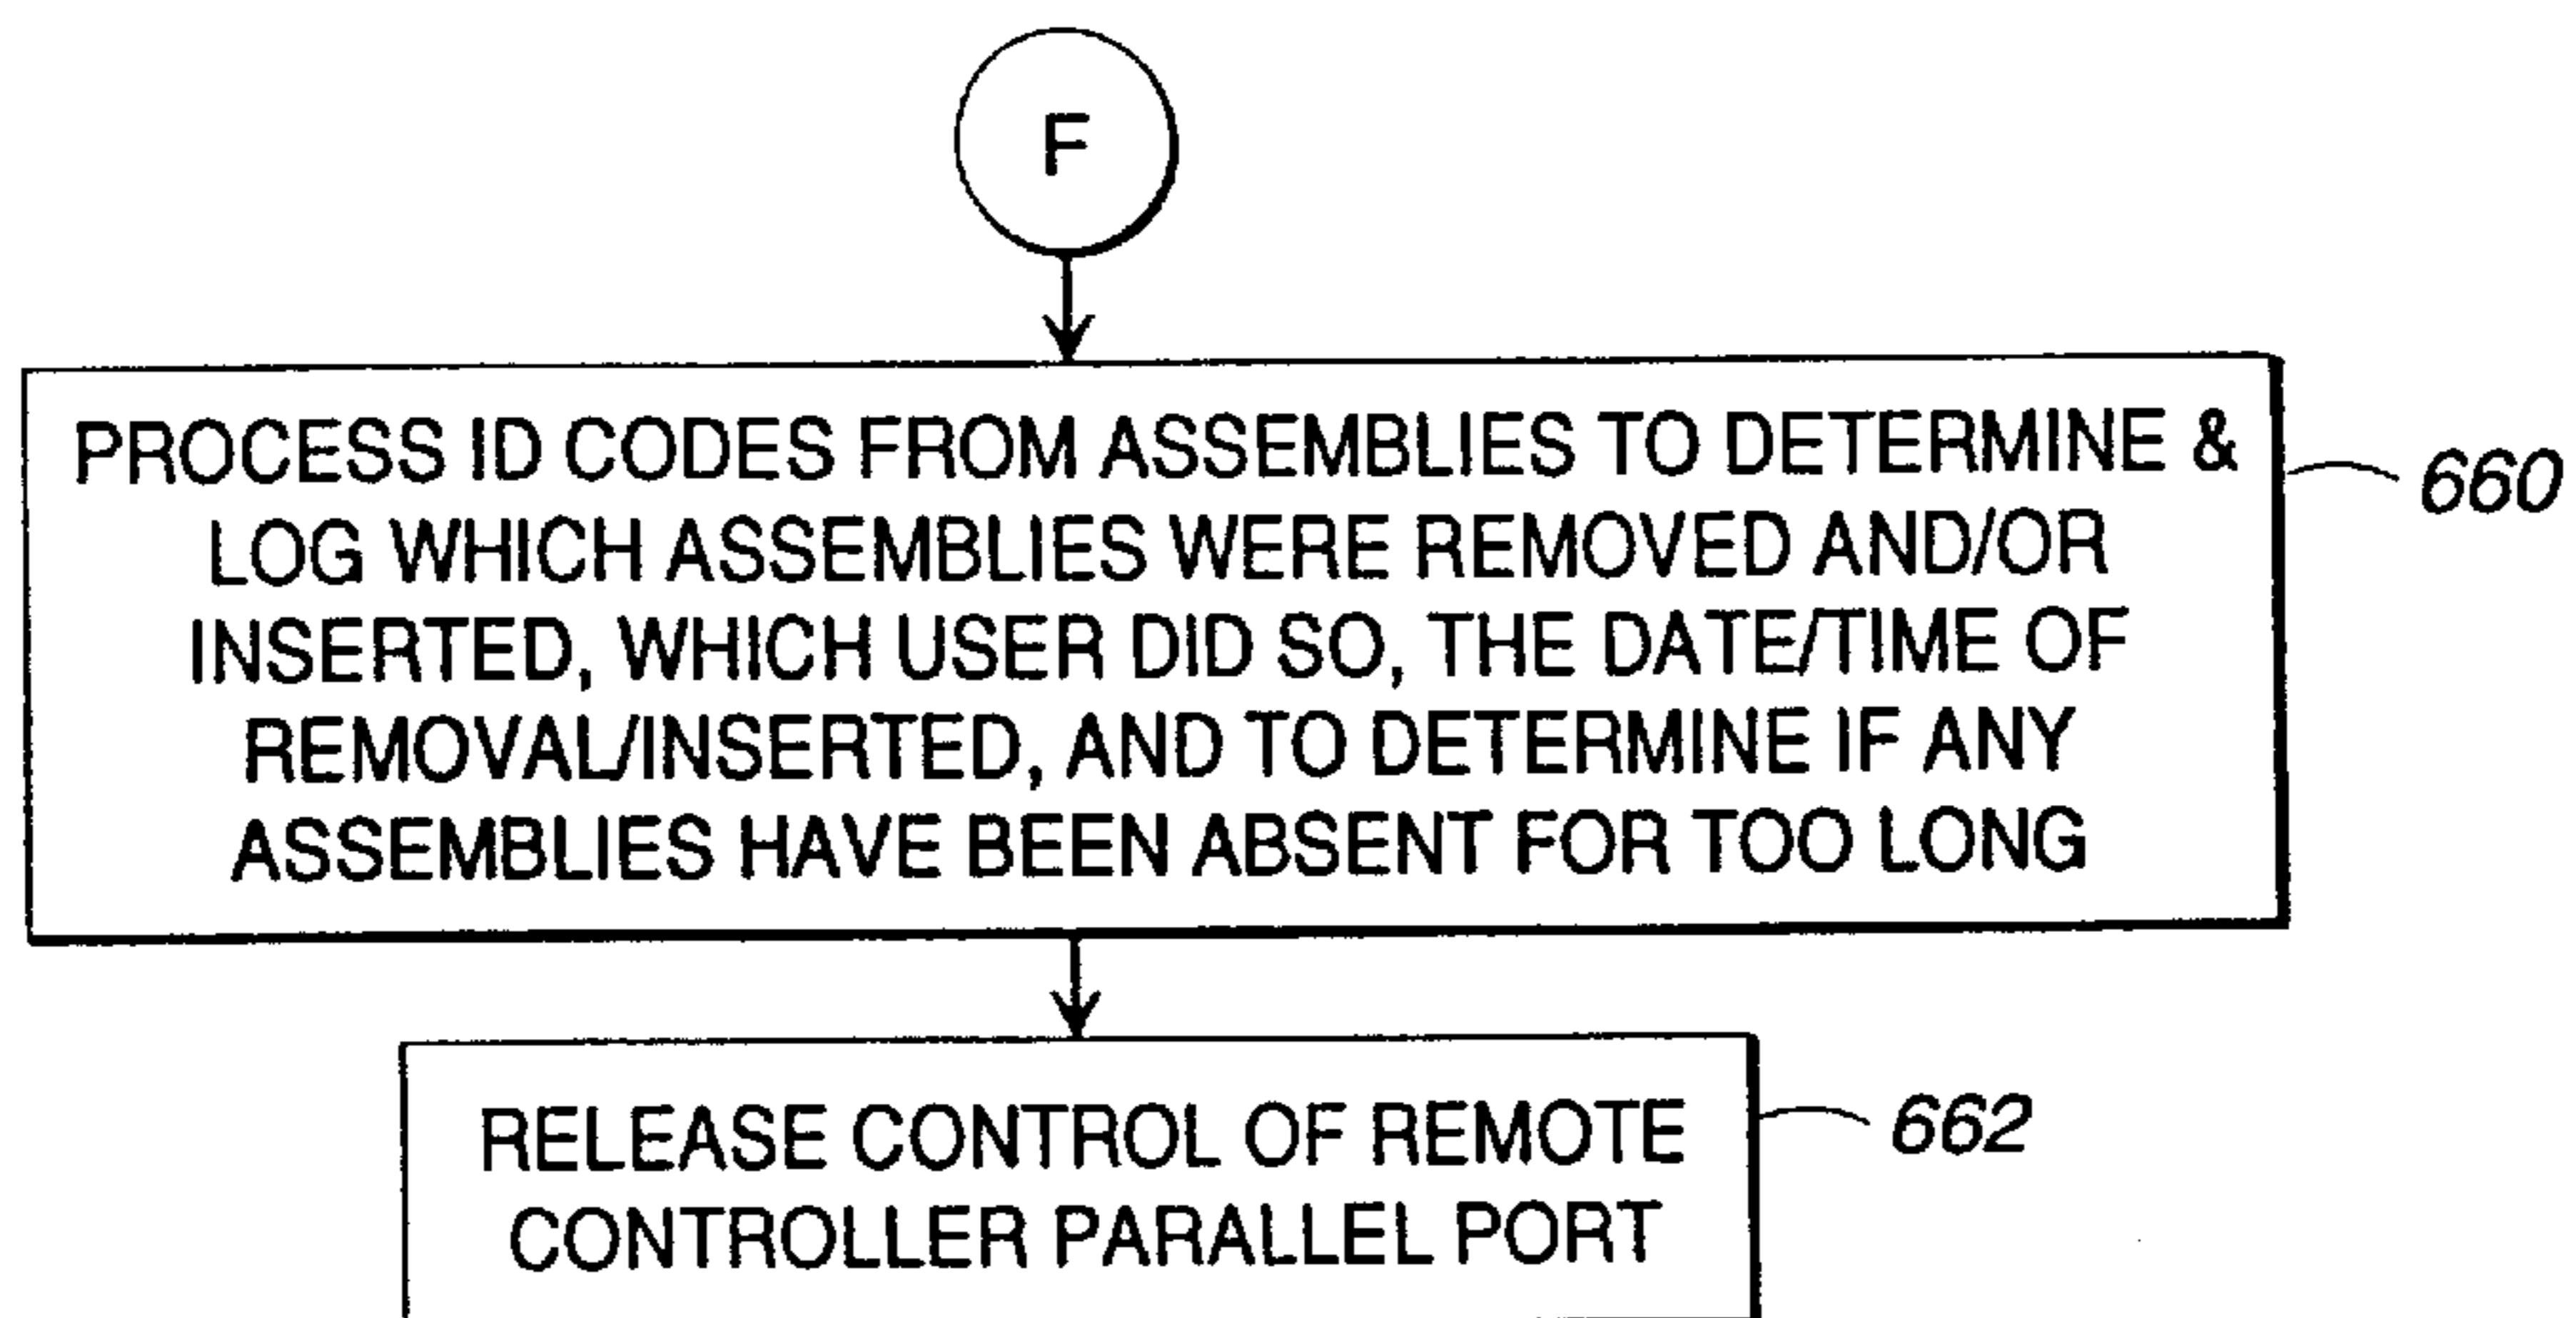 F
PROCESS ID CODES FROM ASSEMBLIES TO DETERMINE &
LOG WHICH ASSEMBLIES WERE REMOVED AND/OR
INSERTED, WHICH USER DID SO, THE DATE/TIME OF
REMOVAL/INSERTED, AND TO DETERMINE IF ANY
ASSEMBLIES HAVE BEEN ABSENT FOR TOO LONG
660
RELEASE CONTROL OF REMOTE
CONTROLLER PARALLEL PORT
662